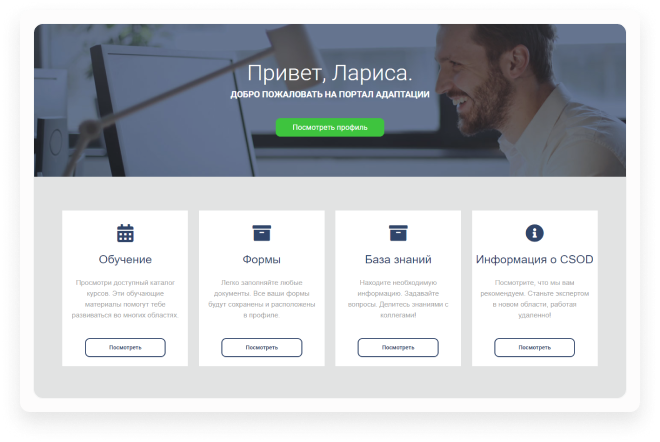 Привет, Лариса.
ДОБРО ПОЖАЛОВАТЬ НА ПОРТАЛ АДАПТАЦИИ
Посмотреть профиль
Обучение
Просмотри доступный каталог
курсов. Эти обучающие
материалы помогут тебе
развиваться во многих областях.
Посмотреть
Формы
Легко заполняйте любые
документы. Все ваши формы
будут сохранены и расположены
в профиле.
Посмотреть
База знаний
Находите необходимую
информацию. Задавайте
вопросы. Делитесь знаниями с
коллегами!
Посмотреть
Информация о CSOD
Посмотрите, что мы вам
рекомендуем. Станьте экспертом
в новом области, работая
удаленно!
Посмотреть